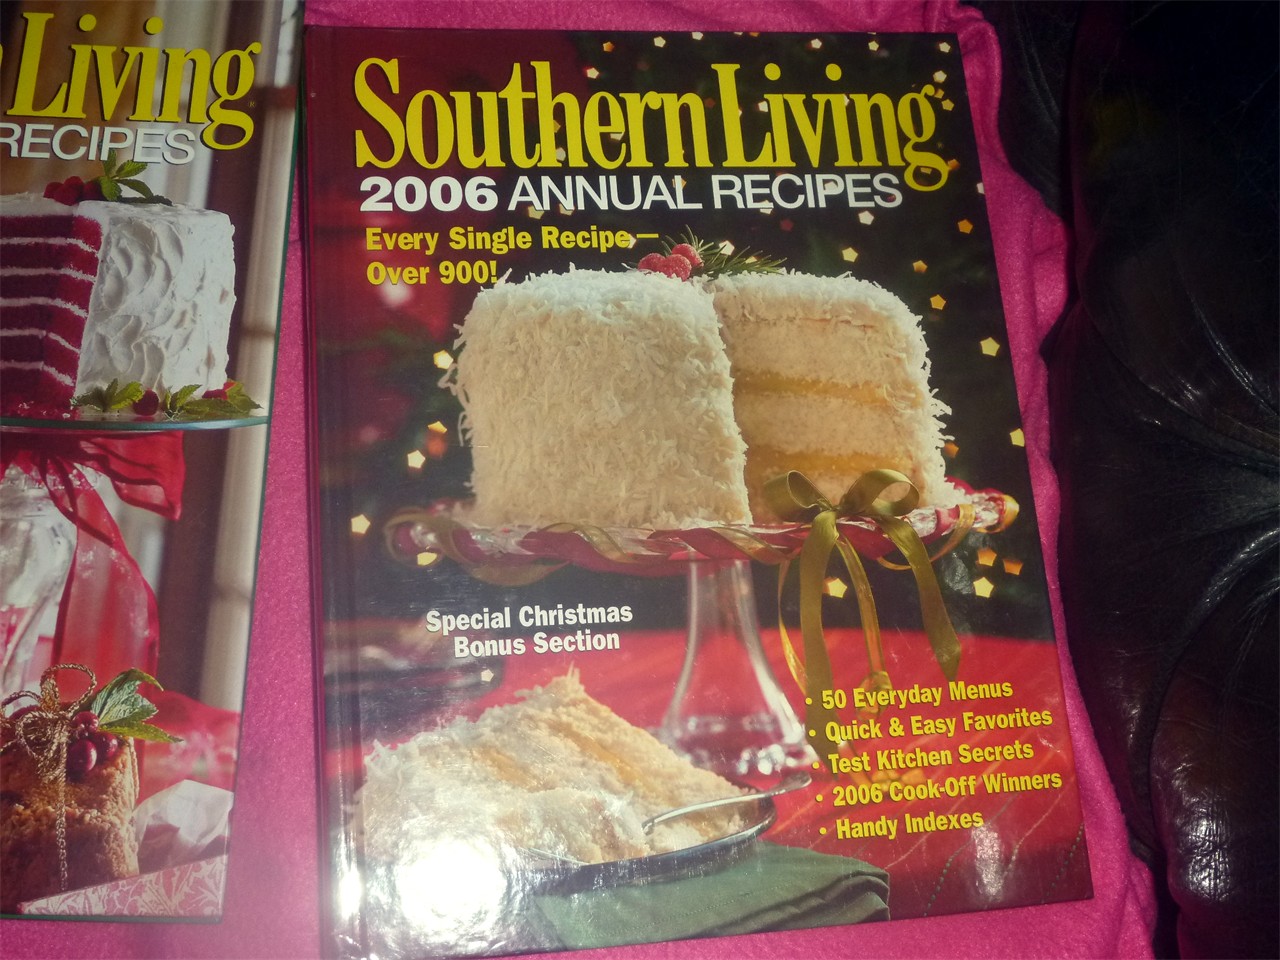 Living
RECIPES
Southern Living
2006 ANNUAL RECIPES
Every Single Recipe—
Over 900!
Special Christmas
Bonus Section
• 50 Everyday Menus
• Quick & Easy Favorites
• Test Kitchen Secrets
• 2006 Cook-Off Winners
• Handy Indexes